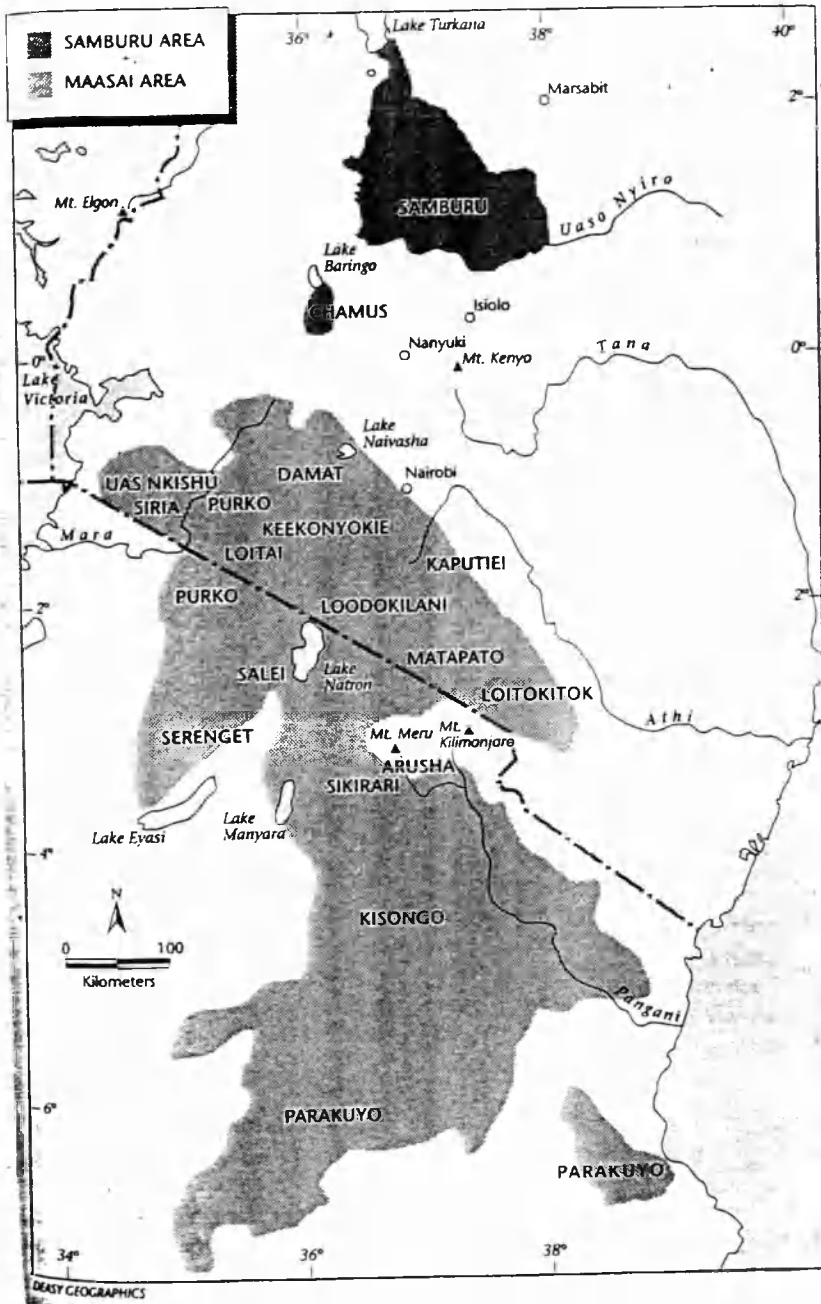 SAMBURU AREA
MAASAI AREA
36°
38°
40°
Lake Turkana
2°
Marsabit
Mt. Elgon
SAMBURU
Uaso Nyiro
Lake
Baringo
CHAMUS
Isiolo
Nanyuki
Mt. Kenyo
Tana
0°
0°
Lake
Victoria
Lake
Naivasha
DAMAT
Nairobi
UAS NKISHU
SIRIA
PURKO
KEEKONYOKIE
Mara
LOITAI
KAPUTIEI
PURKO
LOODOKILANI
2°
2°
MATAPATO
SALEI
Lake
Natron
LOITOKITOK
Athi
SERENGET
Mt. Meru
Mt.
Kilimanjaro
ARUSHA
SIKIRARI
Lake Eyasi
Lake
Manyara
4°
N
0 100
Kilometers
KISONGO
Pangani
6°
PARAKUYO
PARAKUYO
34°
36°
38°
DEASY GEOGRAPHICS